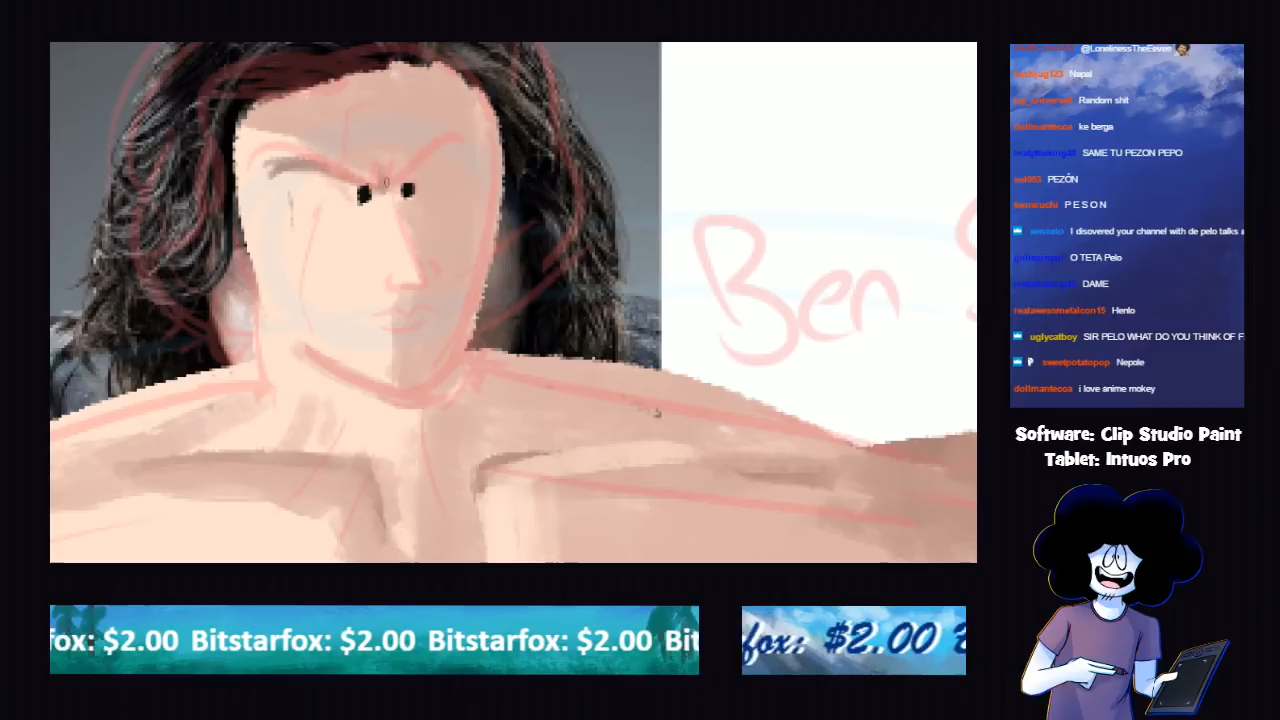 Ben
@LonelinessTheEevee
Napal
Random shit
ke berga
SAME TU PEZON PEPO
PEZÓN
P E S O N
I disovered your channel with de pelo talks a
O TETA Pelo
DAME
Henlo
uglycatboy SIR PELO WHAT DO YOU THINK OF F
sweetpotatopop Nepole
dollmantecoa i love anime mokey
Software: Clip Studio Paint
Tablet: Intuos Pro
fox: $2.00 Bitstarfox: $2.00 Bitstarfox: $2.00 Bit
fox: $2.00 B